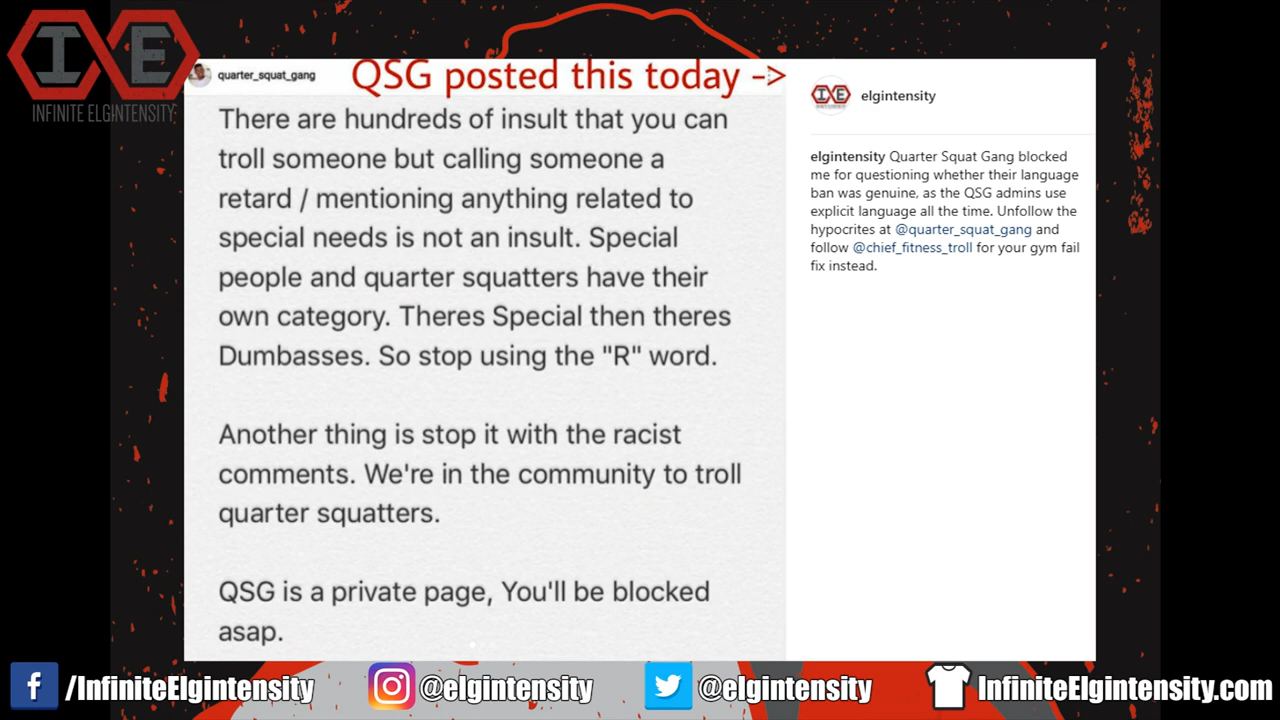 IE
INFINITE ELGINTENSITY
quarter_squat_gang
QSG posted this today ->
There are hundreds of insult that you can
troll someone but calling someone a
retard / mentioning anything related to
special needs is not an insult. Special
people and quarter squatters have their
own category. Theres Special then theres
Dumbasses. So stop using the "R" word.
Another thing is stop it with the racist
comments. We're in the community to troll
quarter squatters.
QSG is a private page, You'll be blocked
asap.
IE
elgintensity
elgintensity Quarter Squat Gang blocked
me for questioning whether their language
ban was genuine, as the QSG admins use
explicit language all the time. Unfollow the
hypocrites at @quarter_squat_gang and
follow @chief_fitness_troll for your gym fail
fix instead.
f /InfiniteElgintensity
@elgintensity
@elgintensity
InfiniteElgintensity.com